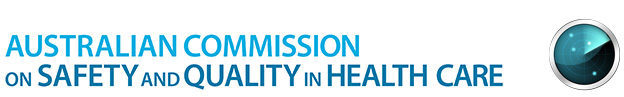 AUSTRALIAN COMMISSION
ON SAFETY AND QUALITY IN HEALTH CARE